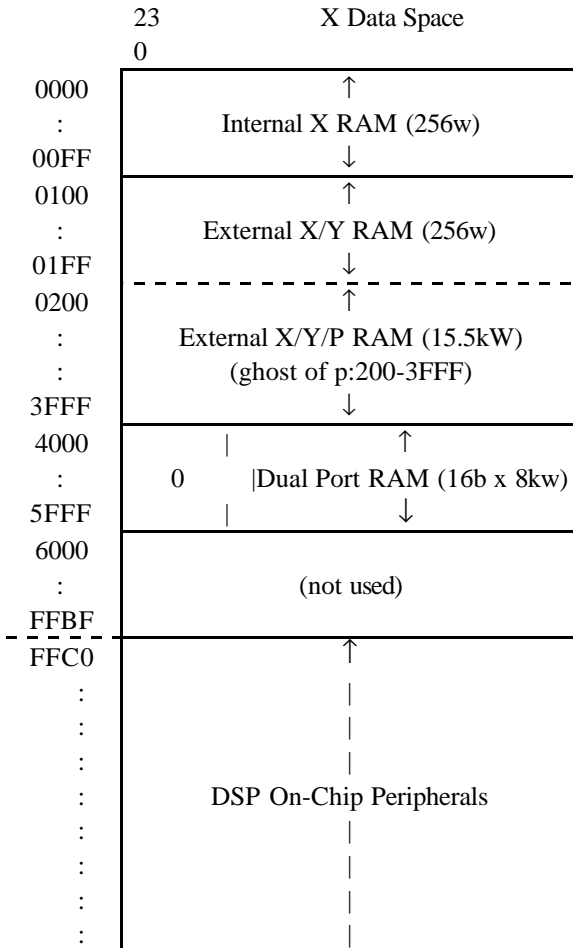 23 X Data Space
0
0000 ↑
: Internal X RAM (256w)
00FF ↓
0100 ↑
: External X/Y RAM (256w)
01FF ↓
0200 ↑
: External X/Y/P RAM (15.5kW)
: (ghost of p:200-3FFF)
3FFF ↓
4000 | ↑
: 0 |Dual Port RAM (16b x 8kw)
5FFF | ↓
6000
: (not used)
FFBF
FFC0 ↑
: |
: |
: |
: DSP On-Chip Peripherals
: |
: |
: |
: |